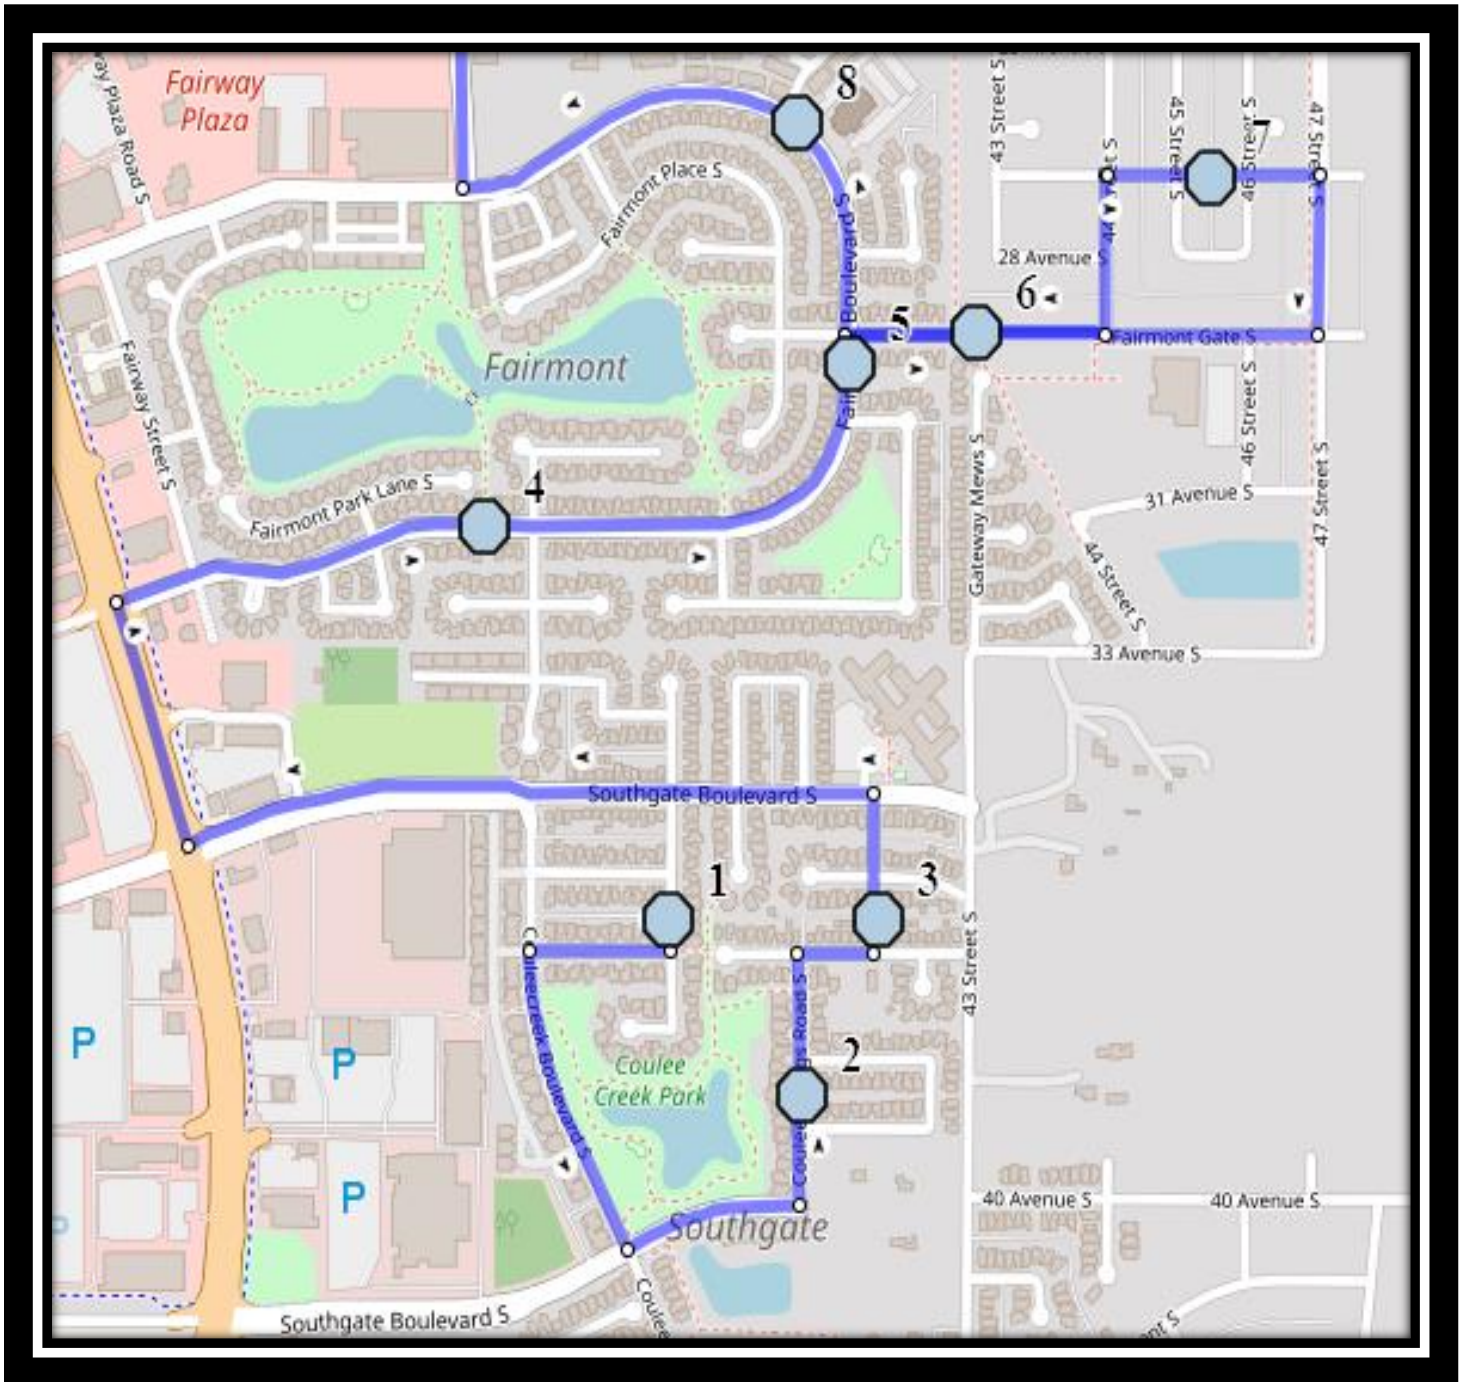 Fairway
Plaza
way Plaza Road S
8
43 Street S
45 Street S
46 Street S
7
47 Street S
Fairmont Place S
Boulevard S
28 Avenue S
6
5
Fairmont Gate S
Fairmont
Fairway Street S
Fairmont Park Lane S
4
Gateway Mews S
46 Street S
31 Avenue S
47 Street S
44 Street S
33 Avenue S
Southgate Boulevard S
1
3
43 Street S
P
P
P
Coulee
Creek Park
2
Southgate
40 Avenue S
40 Avenue S
Southgate Boulevard S
Coulee